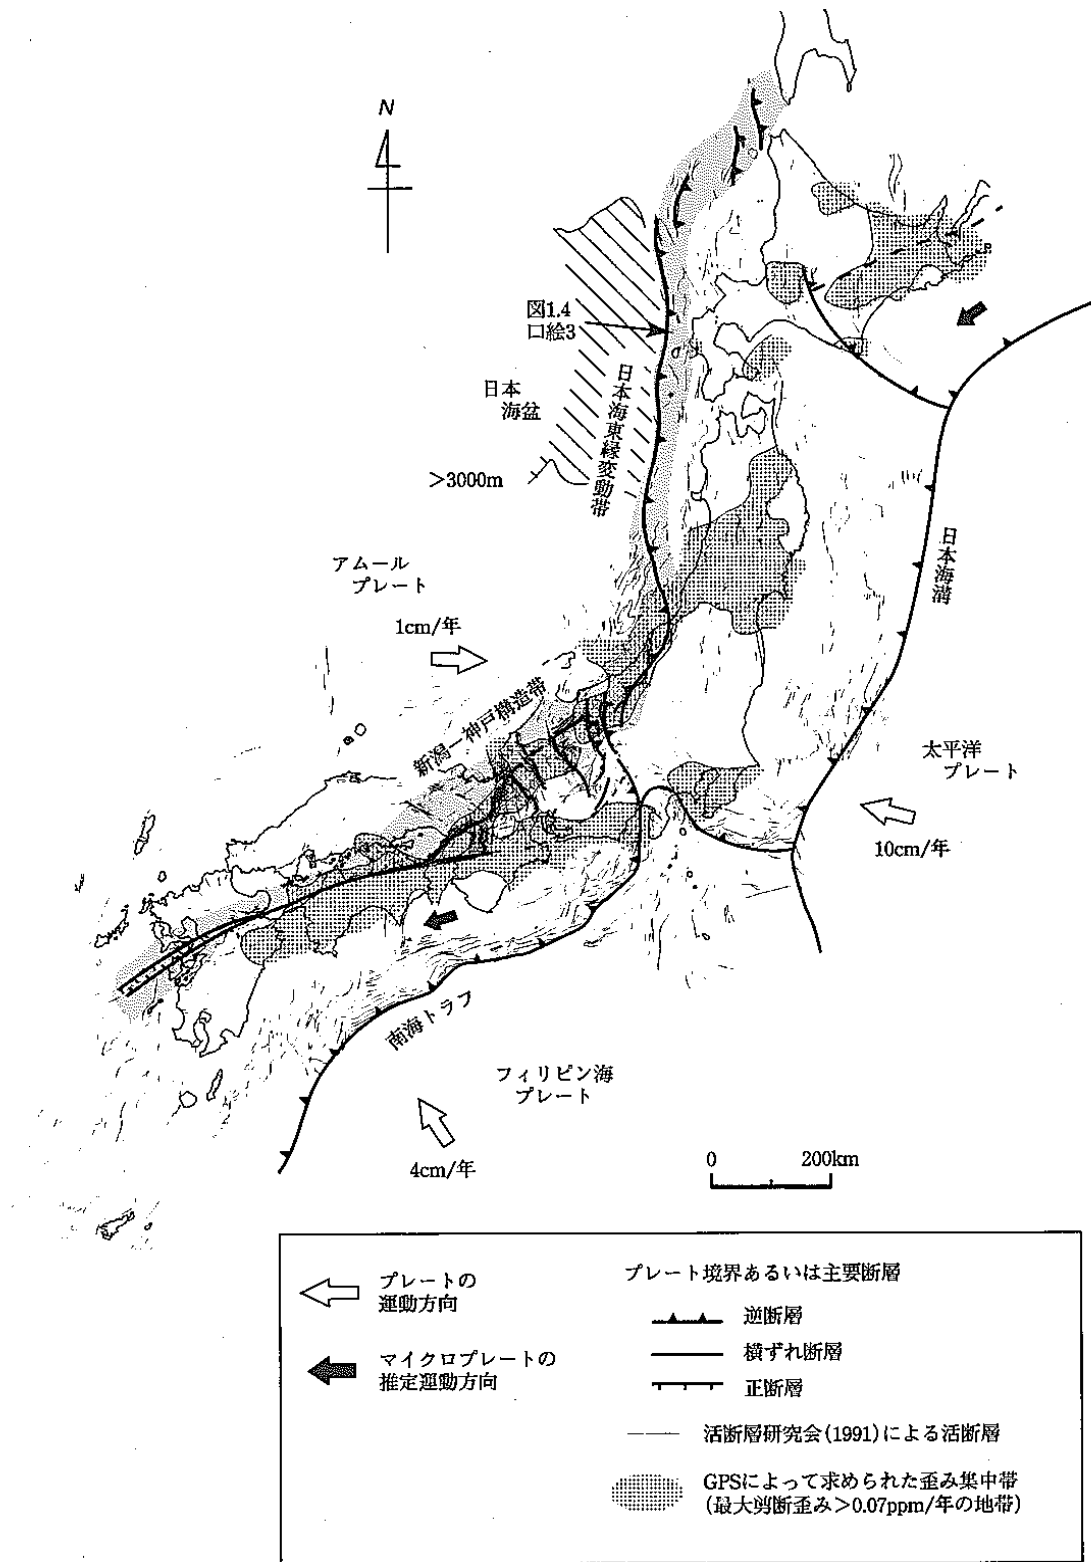 N
図1.4
口絵3
日本
海盆
>3000m
日本海東縁変動帯
アムール
プレート
1cm/年
新潟ー神戸構造帯
日本海溝
太平洋
プレート
10cm/年
南海トラフ
フィリピン海
プレート
4cm/年
0 200km
プレートの
運動方向
マイクロプレートの
推定運動方向
プレート境界あるいは主要断層
逆断層
横ずれ断層
正断層
活断層研究会(1991)による活断層
GPSによって求められた歪み集中帯
(最大剪断歪み>0.07ppm/年の地帯)